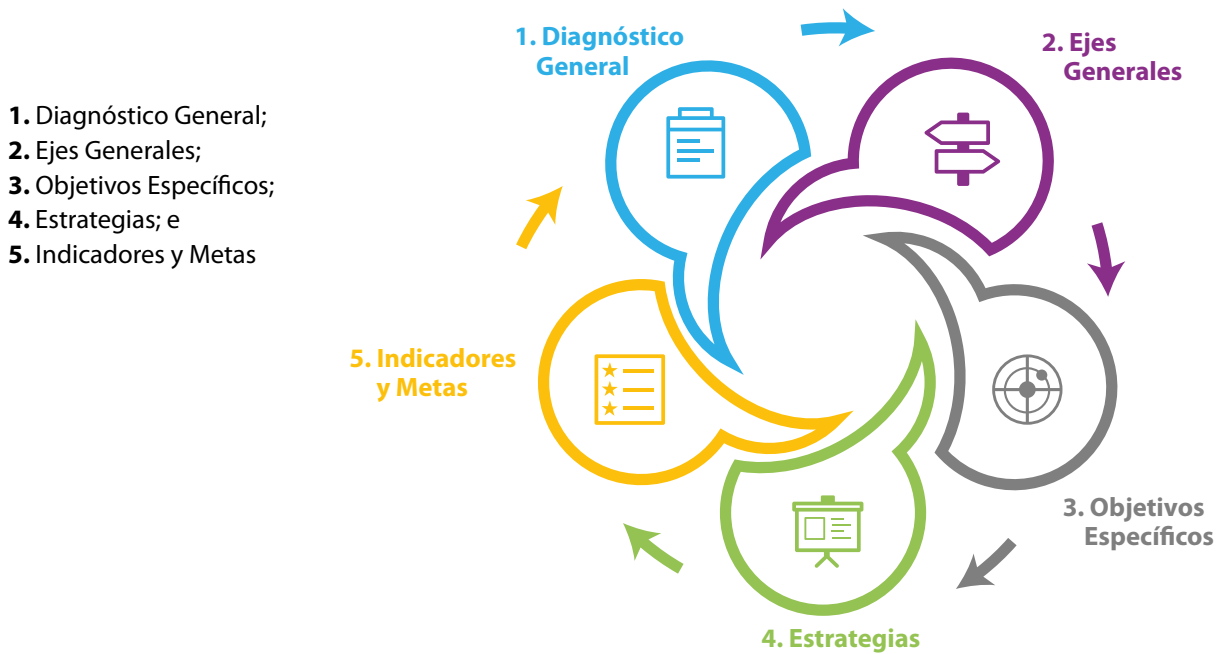 1. Diagnóstico General;
2. Ejes Generales;
3. Objetivos Específicos;
4. Estrategias; e
5. Indicadores y Metas
1. Diagnóstico
General
2. Ejes
Generales
3. Objetivos
Específicos
4. Estrategias
5. Indicadores
y Metas